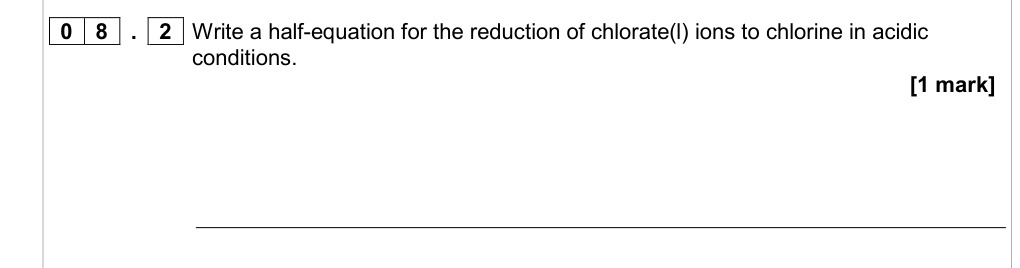 0 8 . 2 Write a half-equation for the reduction of chlorate(I) ions to chlorine in acidic
conditions.
[1 mark]